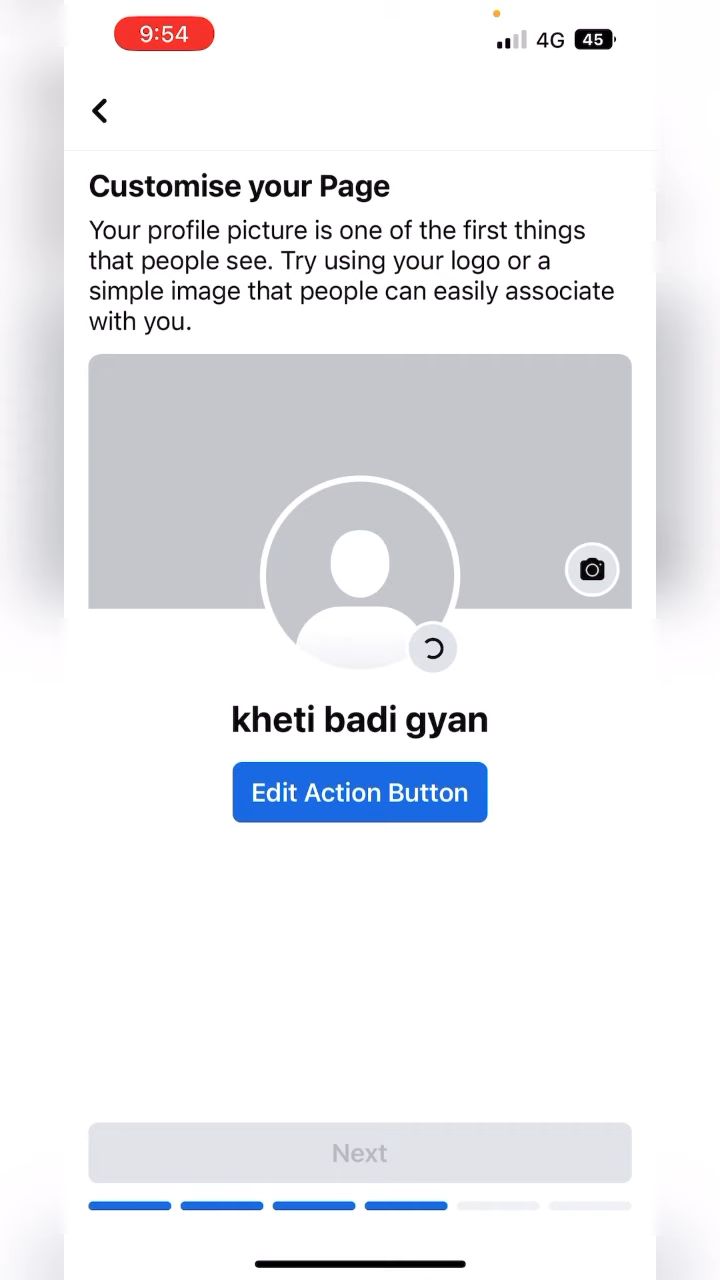 9:54
4G 45
Customise your Page
Your profile picture is one of the first things
that people see. Try using your logo or a
simple image that people can easily associate
with you.
kheti badi gyan
Edit Action Button
Next